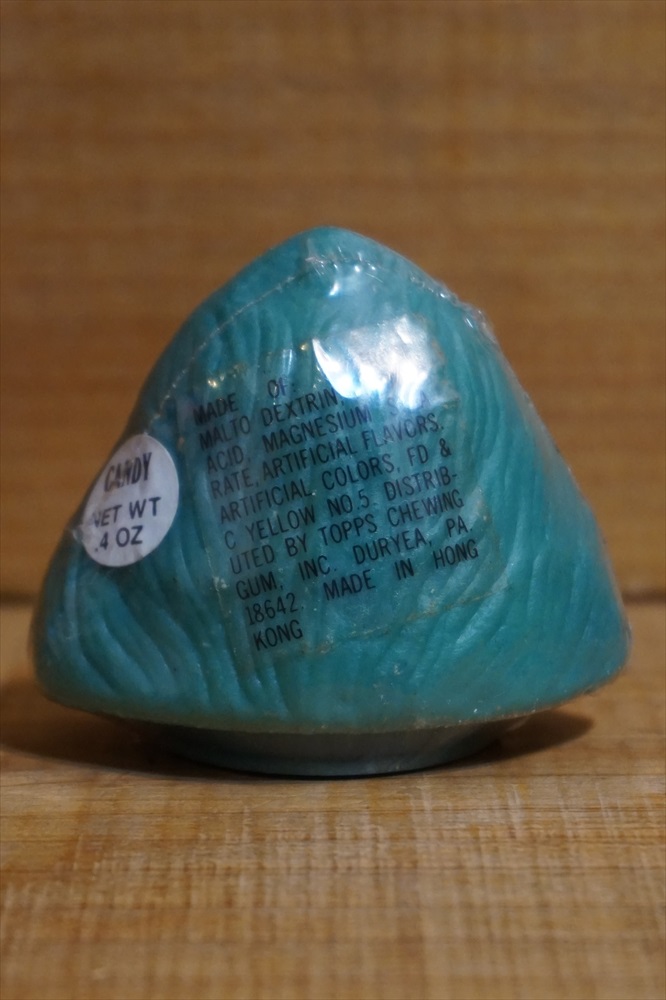 MADE OF:
MALTO DEXTRIN,
ACID, MAGNESIUM
RATE, ARTIFICIAL FLAVORS,
ARTIFICIAL COLORS, FD &
C YELLOW NO.5 DISTRIB-
UTED BY TOPPS CHEWING
GUM, INC. DURYEA, PA.
18642 MADE IN HONG
KONG
CANDY
NET WT
.4 OZ